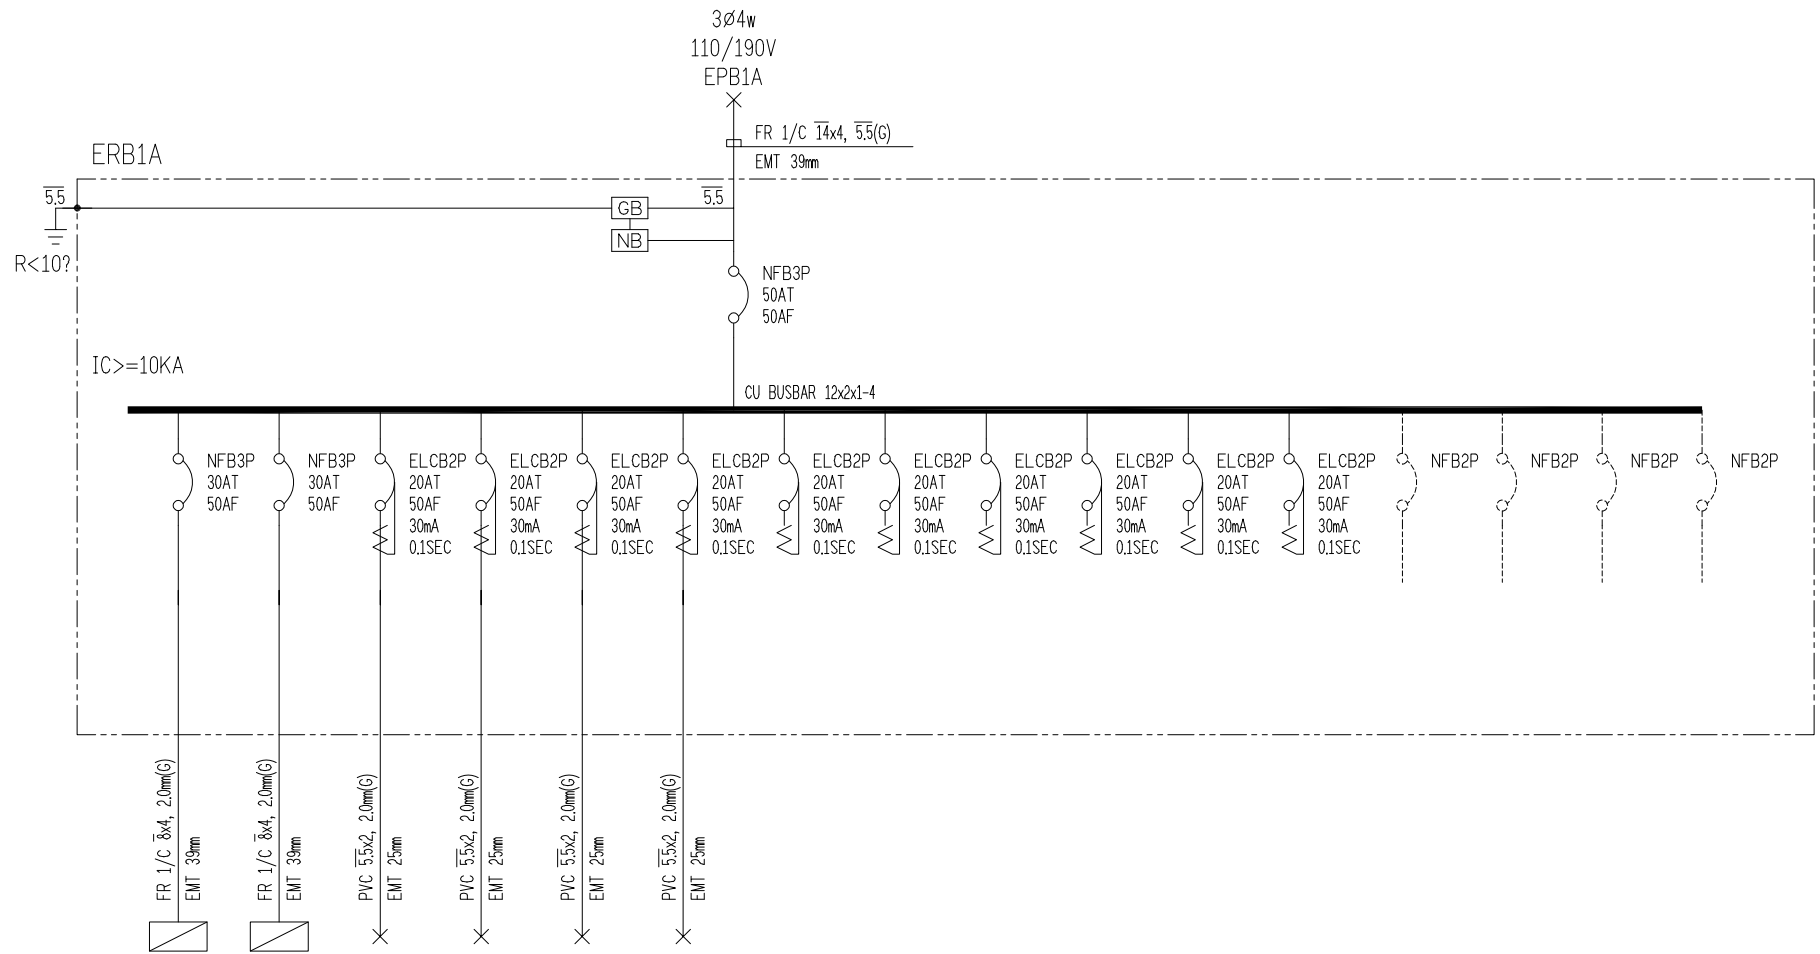 3Ø4w
110/190V
EPB1A
FR 1/C 14x4, 5.5(G)
EMT 39mm
ERB1A
5.5
GB
5.5
NB
R<10?
NFB3P
50AT
50AF
IC>=10KA
CU BUSBAR 12x2x1-4
NFB3P
30AT
50AF
NFB3P
30AT
50AF
ELCB2P
20AT
50AF
30mA
0.1SEC
ELCB2P
20AT
50AF
30mA
0.1SEC
ELCB2P
20AT
50AF
30mA
0.1SEC
ELCB2P
20AT
50AF
30mA
0.1SEC
ELCB2P
20AT
50AF
30mA
0.1SEC
ELCB2P
20AT
50AF
30mA
0.1SEC
ELCB2P
20AT
50AF
30mA
0.1SEC
ELCB2P
20AT
50AF
30mA
0.1SEC
ELCB2P
20AT
50AF
30mA
0.1SEC
ELCB2P
20AT
50AF
30mA
0.1SEC
NFB2P
NFB2P
NFB2P
NFB2P
FR 1/C 8x4, 2.0mm(G)
EMT 39mm
FR 1/C 8x4, 2.0mm(G)
EMT 39mm
PVC 5.5x2, 2.0mm(G)
EMT 25mm
PVC 5.5x2, 2.0mm(G)
EMT 25mm
PVC 5.5x2, 2.0mm(G)
EMT 25mm
PVC 5.5x2, 2.0mm(G)
EMT 25mm